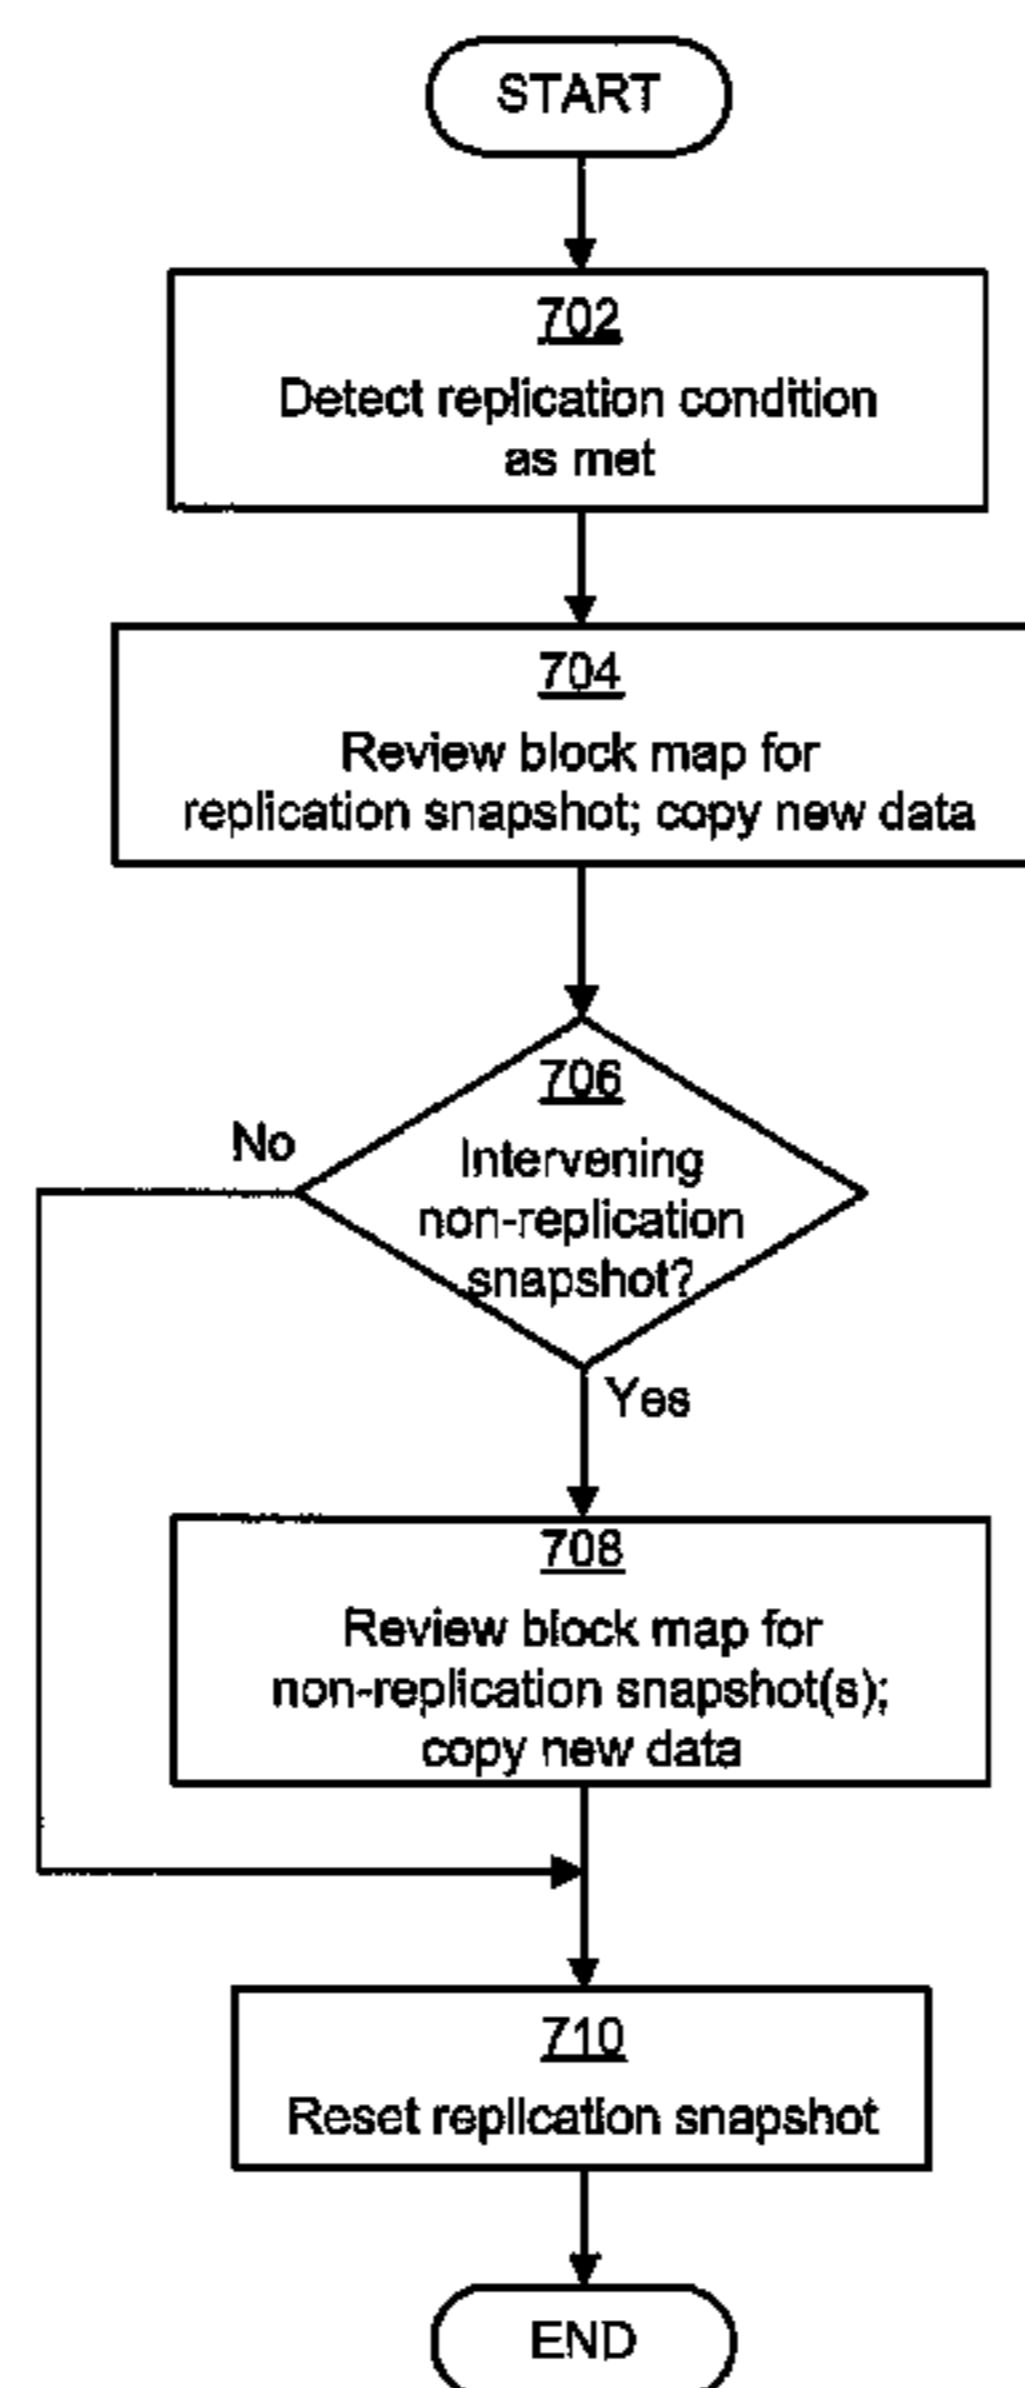 START
702
Detect replication condition
as met
704
Review block map for
replication snapshot; copy new data
706
No
Intervening
non-replication
snapshot?
Yes
708
Review block map for
non-replication snapshot(s);
copy new data
710
Reset replication snapshot
END